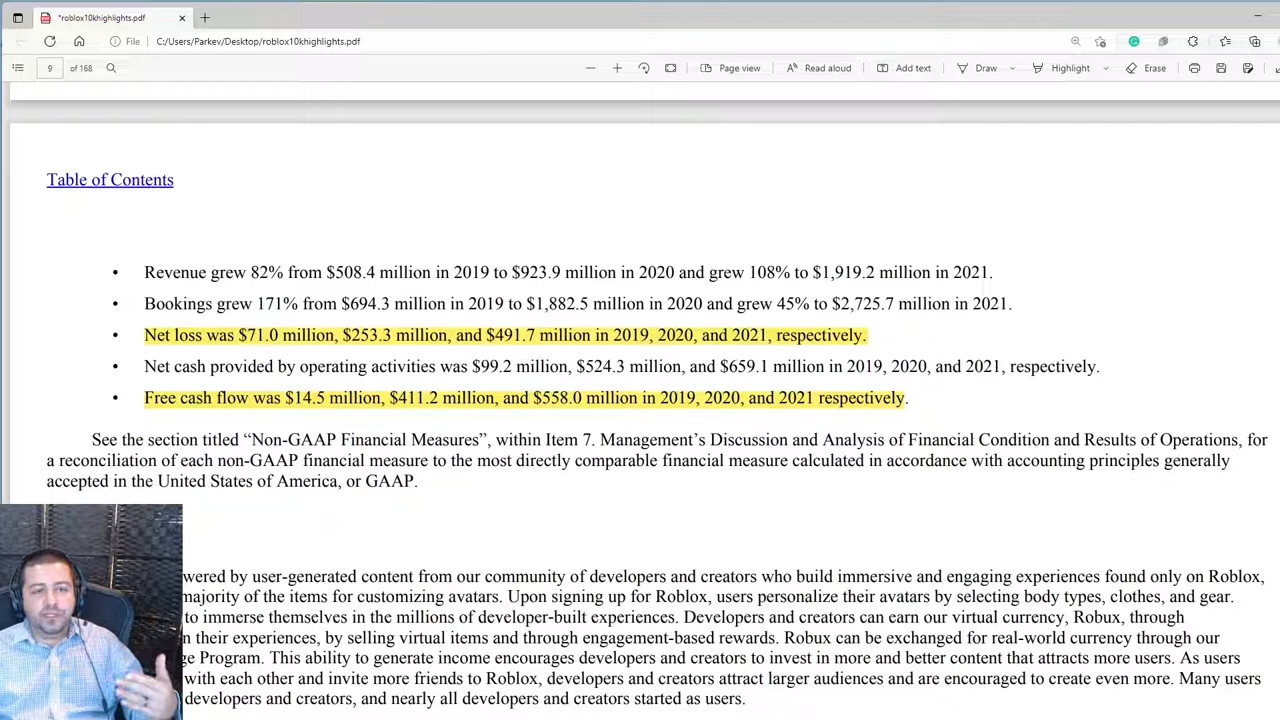 *roblox10khighlights.pdf
File C:/Users/Parkev/Desktop/roblox10khighlights.pdf
9 of 168 Page view Read aloud Add text Draw Highlight Erase
Table of Contents
• Revenue grew 82% from $508.4 million in 2019 to $923.9 million in 2020 and grew 108% to $1,919.2 million in 2021.
• Bookings grew 171% from $694.3 million in 2019 to $1,882.5 million in 2020 and grew 45% to $2,725.7 million in 2021.
• Net loss was $71.0 million, $253.3 million, and $491.7 million in 2019, 2020, and 2021, respectively.
• Net cash provided by operating activities was $99.2 million, $524.3 million, and $659.1 million in 2019, 2020, and 2021, respectively.
• Free cash flow was $14.5 million, $411.2 million, and $558.0 million in 2019, 2020, and 2021 respectively.
See the section titled “Non-GAAP Financial Measures”, within Item 7. Management’s Discussion and Analysis of Financial Condition and Results of Operations, for
a reconciliation of each non-GAAP financial measure to the most directly comparable financial measure calculated in accordance with accounting principles generally
accepted in the United States of America, or GAAP.
wered by user-generated content from our community of developers and creators who build immersive and engaging experiences found only on Roblox,
majority of the items for customizing avatars. Upon signing up for Roblox, users personalize their avatars by selecting body types, clothes, and gear.
to immerse themselves in the millions of developer-built experiences. Developers and creators can earn our virtual currency, Robux, through
n their experiences, by selling virtual items and through engagement-based rewards. Robux can be exchanged for real-world currency through our
ge Program. This ability to generate income encourages developers and creators to invest in more and better content that attracts more users. As users
with each other and invite more friends to Roblox, developers and creators attract larger audiences and are encouraged to create even more. Many users
developers and creators, and nearly all developers and creators started as users.